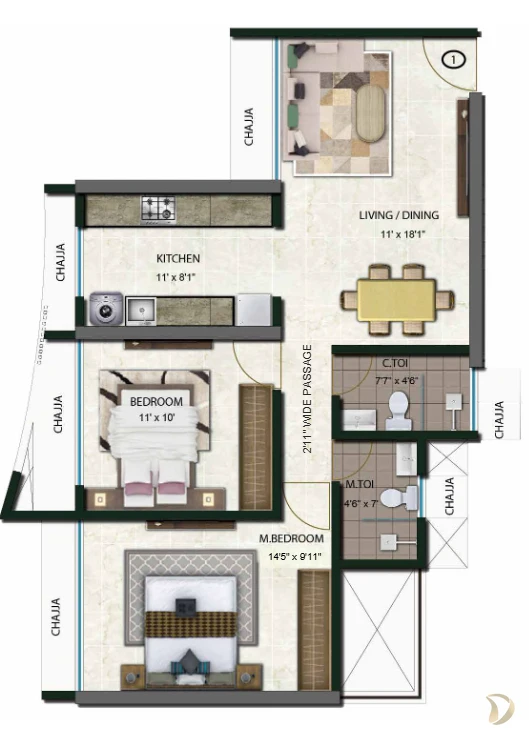 1
CHAJJA
LIVING / DINING
11' x 18'1"
CHAJJA
KITCHEN
11' x 8'1"
2'11" WIDE PASSAGE
C.TOI
7'7" x 4'6"
CHAJJA
CHAJJA
BEDROOM
11' x 10'
M.TOI
4'6" x 7'
CHAJJA
M.BEDROOM
14'5" x 9'11"
CHAJJA